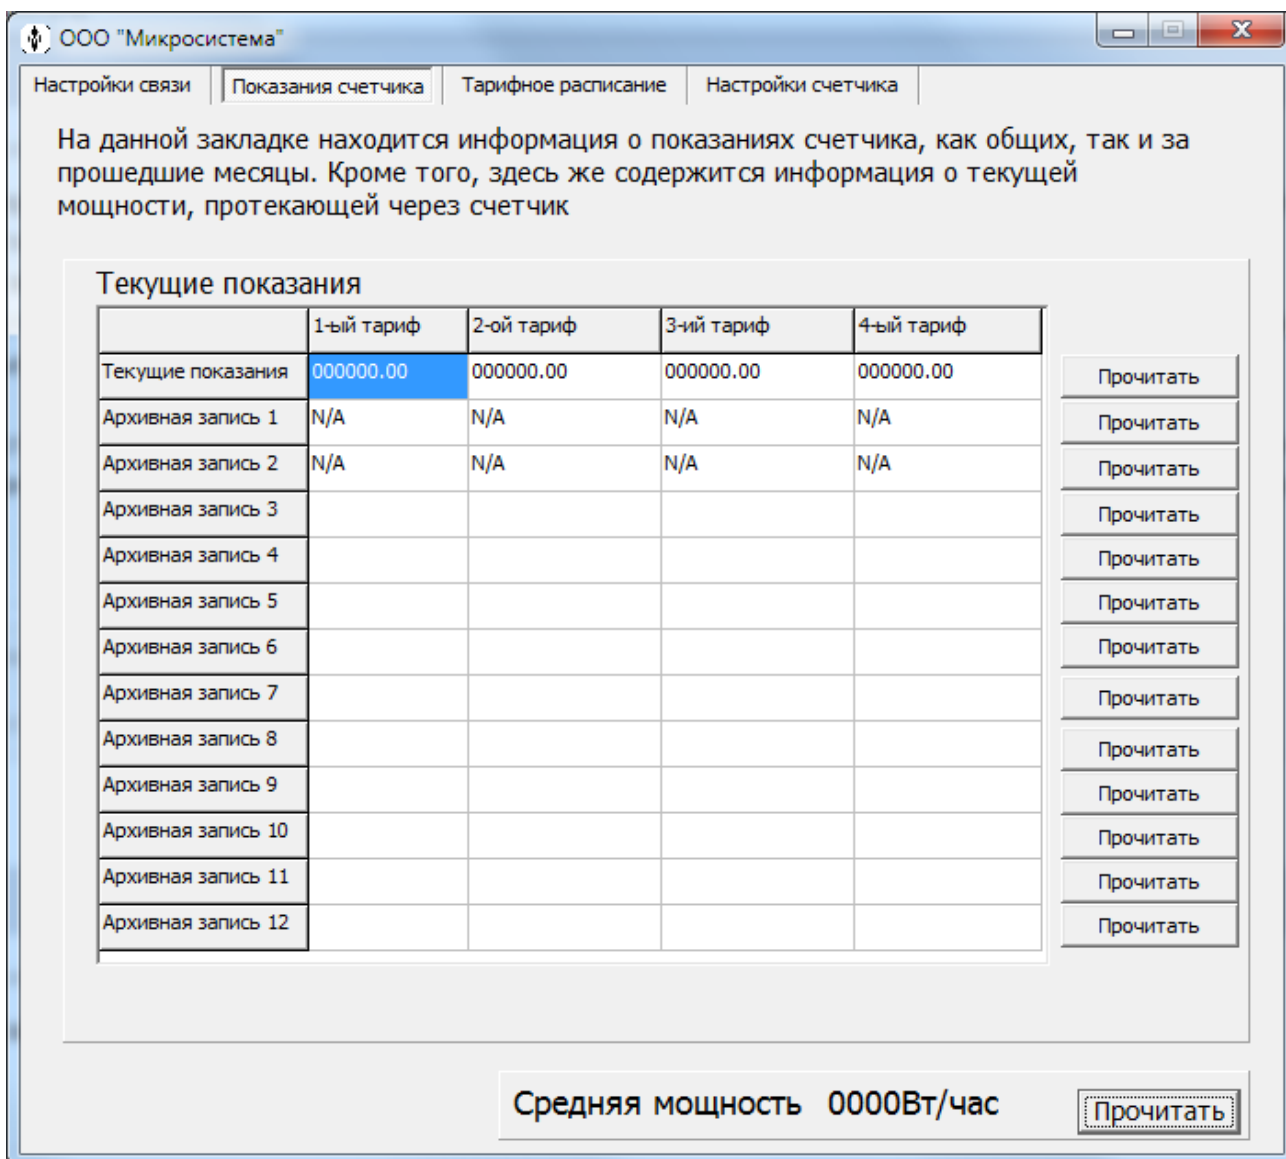 ООО "Микросистема"
Настройки связи Показания счетчика Тарифное расписание Настройки счетчика
На данной закладке находится информация о показаниях счетчика, как общих, так и за
прошедшие месяцы. Кроме того, здесь же содержится информация о текущей
мощности, протекающей через счетчик
Текущие показания
1-ый тариф 2-ой тариф 3-ий тариф 4-ый тариф
Текущие показания 000000.00 000000.00 000000.00 000000.00 Прочитать
Архивная запись 1 N/A N/A N/A N/A Прочитать
Архивная запись 2 N/A N/A N/A N/A Прочитать
Архивная запись 3 Прочитать
Архивная запись 4 Прочитать
Архивная запись 5 Прочитать
Архивная запись 6 Прочитать
Архивная запись 7 Прочитать
Архивная запись 8 Прочитать
Архивная запись 9 Прочитать
Архивная запись 10 Прочитать
Архивная запись 11 Прочитать
Архивная запись 12 Прочитать
Средняя мощность 0000Вт/час Прочитать